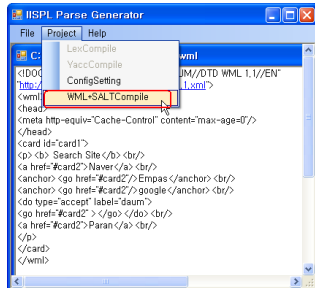 IISPL Parse Generator
File Project Help
LexCompile
YaccCompile
ConfigSetting
WML+SALTCompile
C: wml
<!DOC UM//DTD WML 1.1//EN"
"http: 1.xml">
<wml>
<head>
<meta http-equiv="Cache-Control" content="max-age=0"/>
</head>
<card id="card1">
<p> <b> Search Site</b> <br/>
<a href="#card2">Naver</a> <br/>
<anchor> <go href="#card2"/> Empas </anchor> <br/>
<anchor> <go href="#card2"/> google </anchor> <br/>
<do type="accept" label="daum">
<go href="#card2" > </go> </do> <br/>
<a href="#card2">Paran</a> <br/>
</p>
</card>
</wml>